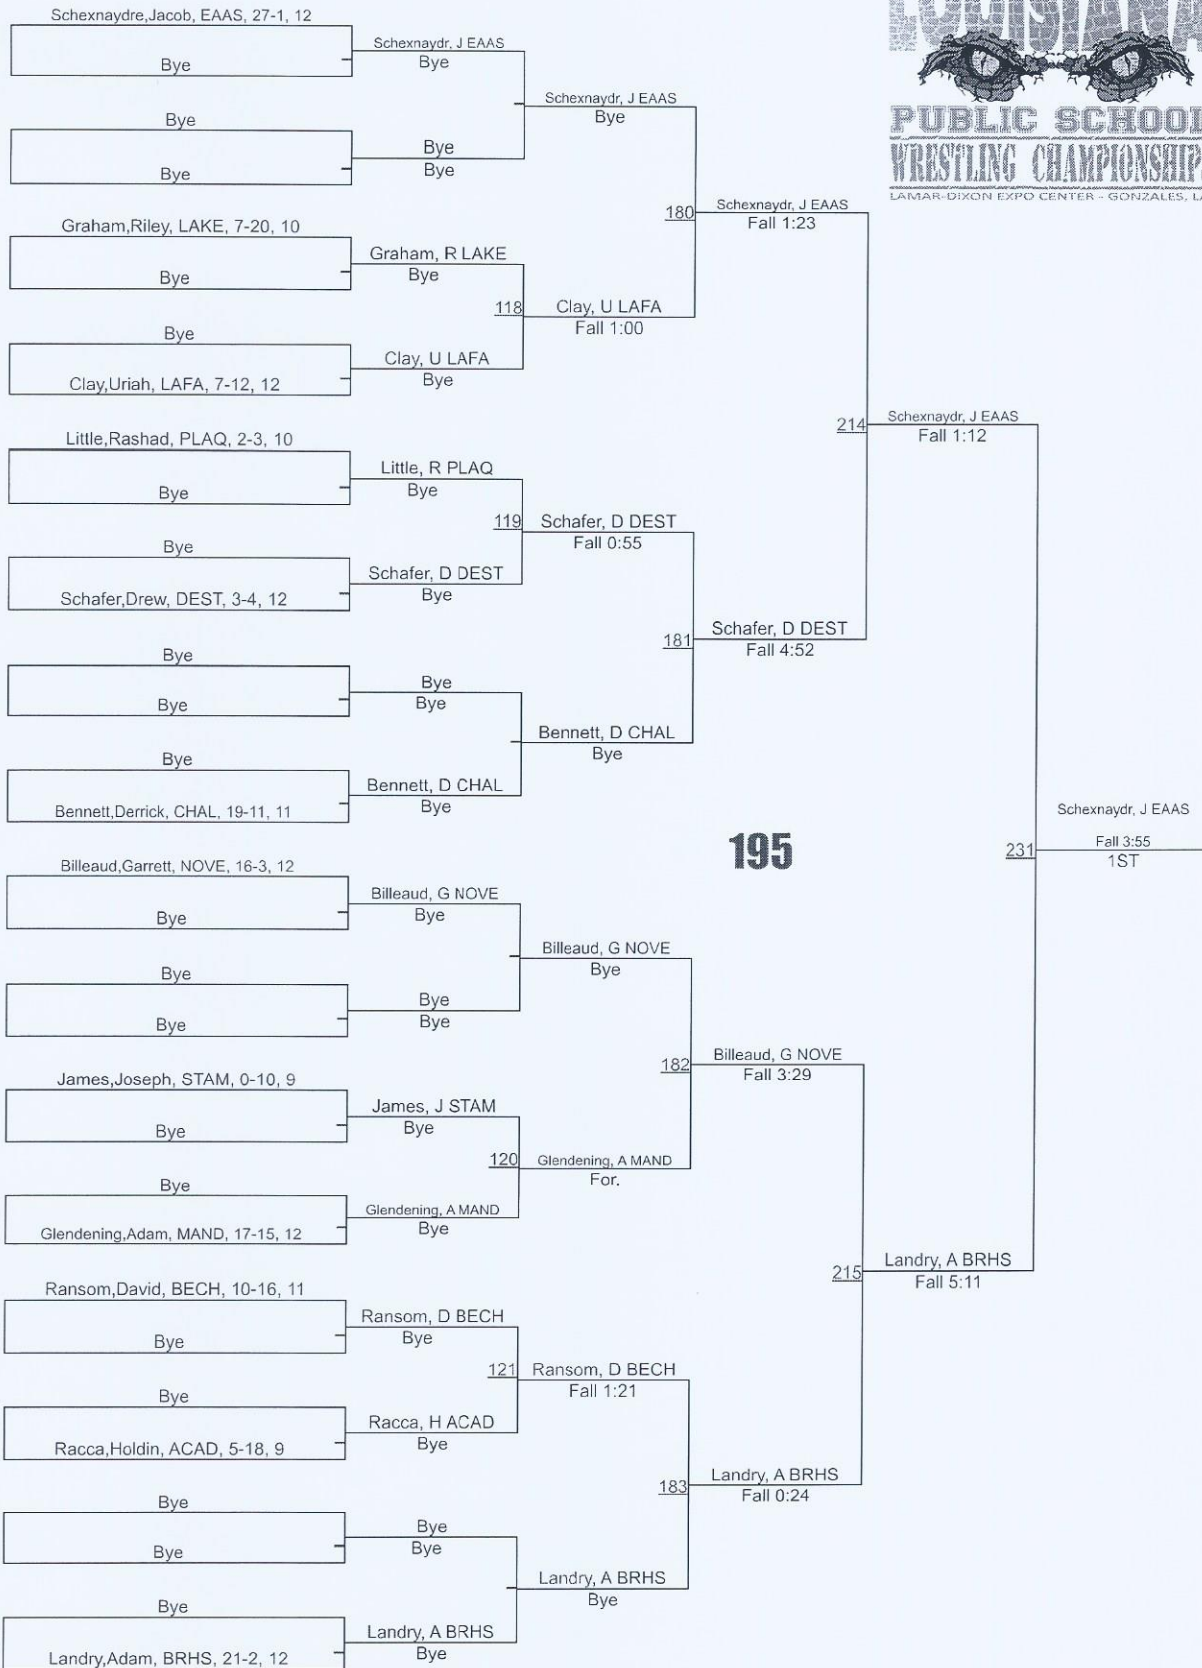 LOUISIANA
PUBLIC SCHOOL
WRESTLING CHAMPIONSHIPS
LAMAR-DIXON EXPO CENTER - GONZALES, LA
Schexnaydre,Jacob, EAAS, 27-1, 12
Bye
Bye
Bye
Graham,Riley, LAKE, 7-20, 10
Bye
Bye
Clay,Uriah, LAFA, 7-12, 12
Little,Rashad, PLAQ, 2-3, 10
Bye
Bye
Schafer,Drew, DEST, 3-4, 12
Bye
Bye
Bye
Bennett,Derrick, CHAL, 19-11, 11
Billeaud,Garrett, NOVE, 16-3, 12
Bye
Bye
Bye
James,Joseph, STAM, 0-10, 9
Bye
Bye
Glendening,Adam, MAND, 17-15, 12
Ransom,David, BECH, 10-16, 11
Bye
Bye
Racca,Holdin, ACAD, 5-18, 9
Bye
Bye
Bye
Landry,Adam, BRHS, 21-2, 12
Schexnaydr, J EAAS
Bye
Bye
Bye
Graham, R LAKE
Bye
Clay, U LAFA
Bye
Little, R PLAQ
Bye
Schafer, D DEST
Bye
Bye
Bye
Bennett, D CHAL
Bye
Billeaud, G NOVE
Bye
Bye
Bye
James, J STAM
Bye
Glendening, A MAND
Bye
Ransom, D BECH
Bye
Racca, H ACAD
Bye
Bye
Bye
Landry, A BRHS
Bye
Schexnaydr, J EAAS
Bye
118
Clay, U LAFA
Fall 1:00
119
Schafer, D DEST
Fall 0:55
Bennett, D CHAL
Bye
Billeaud, G NOVE
Bye
120
Glendening, A MAND
For.
121
Ransom, D BECH
Fall 1:21
Landry, A BRHS
Bye
180
Schexnaydr, J EAAS
Fall 1:23
181
Schafer, D DEST
Fall 4:52
195
182
Billeaud, G NOVE
Fall 3:29
183
Landry, A BRHS
Fall 0:24
214
Schexnaydr, J EAAS
Fall 1:12
215
Landry, A BRHS
Fall 5:11
231
Schexnaydr, J EAAS
Fall 3:55
1ST